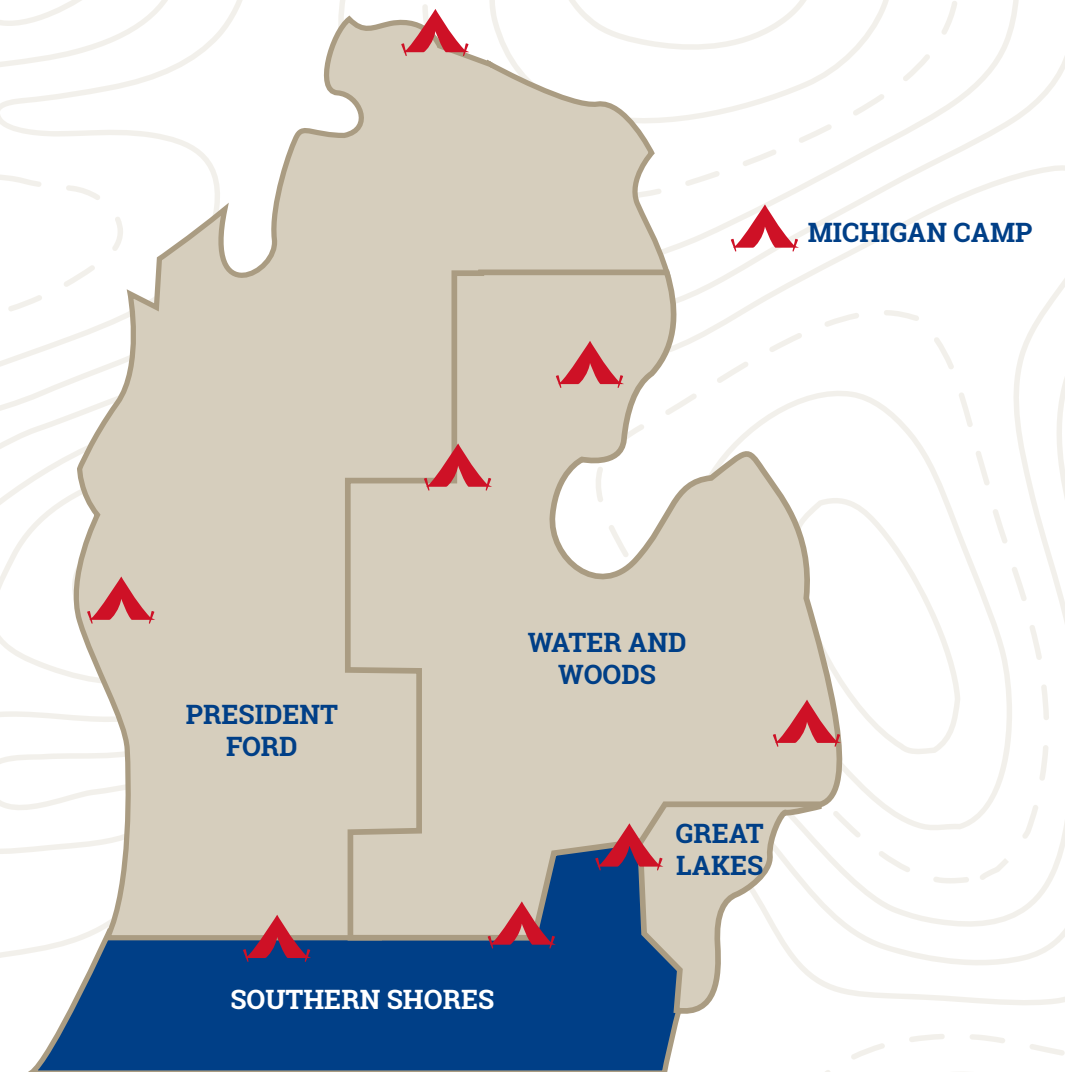 MICHIGAN CAMP
WATER AND
WOODS
PRESIDENT
FORD
GREAT
LAKES
SOUTHERN SHORES